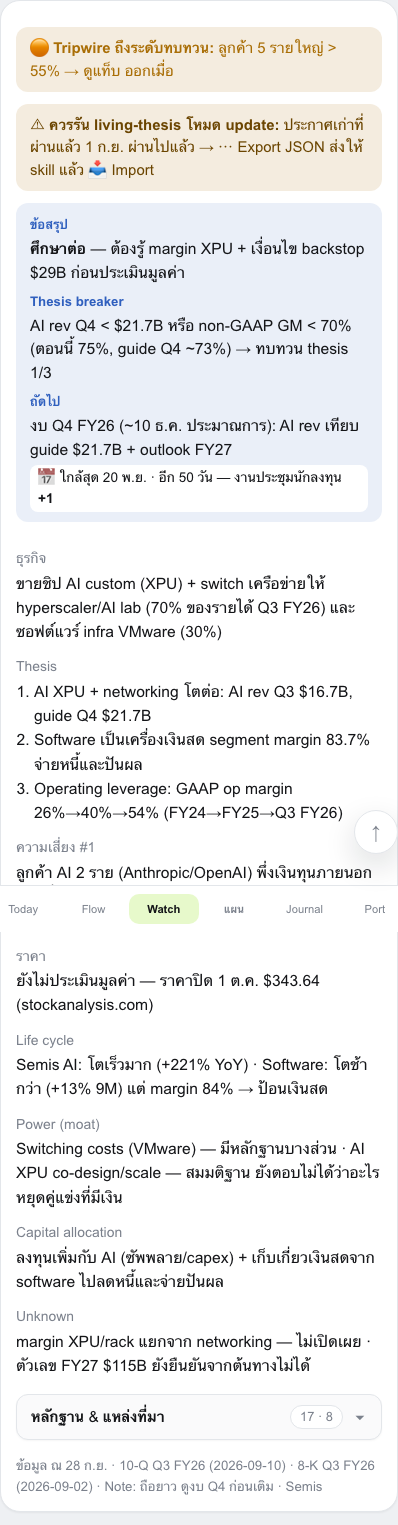 🟠 Tripwire ถึงระดับทบทวน: ลูกค้า 5 รายใหญ่ >
55% → ดูแท็บ ออกเมื่อ
⚠ ควรรัน living-thesis โหมด update: ประกาศเก่าที่
ผ่านแล้ว 1 ก.ย. ผ่านไปแล้ว → ⋯ Export JSON ส่งให้
skill แล้ว 📥 Import
ข้อสรุป
ศึกษาต่อ — ต้องรู้ margin XPU + เงื่อนไข backstop
$29B ก่อนประเมินมูลค่า
Thesis breaker
AI rev Q4 < $21.7B หรือ non-GAAP GM < 70%
(ตอนนี้ 75%, guide Q4 ~73%) → ทบทวน thesis
1/3
ถัดไป
งบ Q4 FY26 (~10 ธ.ค. ประมาณการ): AI rev เทียบ
guide $21.7B + outlook FY27
📅 ใกล้สุด 20 พ.ย. · อีก 50 วัน — งานประชุมนักลงทุน
+1
ธุรกิจ
ขายชิป AI custom (XPU) + switch เครือข่ายให้
hyperscaler/AI lab (70% ของรายได้ Q3 FY26) และ
ซอฟต์แวร์ infra VMware (30%)
Thesis
1. AI XPU + networking โตต่อ: AI rev Q3 $16.7B,
guide Q4 $21.7B
2. Software เป็นเครื่องเงินสด segment margin 83.7%
จ่ายหนี้และปันผล
3. Operating leverage: GAAP op margin
26%→40%→54% (FY24→FY25→Q3 FY26)
↑
ความเสี่ยง #1
ลูกค้า AI 2 ราย (Anthropic/OpenAI) พึ่งเงินทุนภายนอก
Today Flow Watch แผน Journal Port
ราคา
ยังไม่ประเมินมูลค่า — ราคาปิด 1 ต.ค. $343.64
(stockanalysis.com)
Life cycle
Semis AI: โตเร็วมาก (+221% YoY) · Software: โตช้า
กว่า (+13% 9M) แต่ margin 84% → ป้อนเงินสด
Power (moat)
Switching costs (VMware) — มีหลักฐานบางส่วน · AI
XPU co-design/scale — สมมติฐาน ยังตอบไม่ได้ว่าอะไร
หยุดคู่แข่งที่มีเงิน
Capital allocation
ลงทุนเพิ่มกับ AI (ซัพพลาย/capex) + เก็บเกี่ยวเงินสดจาก
software ไปลดหนี้และจ่ายปันผล
Unknown
margin XPU/rack แยกจาก networking — ไม่เปิดเผย ·
ตัวเลข FY27 $115B ยังยืนยันจากต้นทางไม่ได้
หลักฐาน & แหล่งที่มา 17 · 8
ข้อมูล ณ 28 ก.ย. · 10-Q Q3 FY26 (2026-09-10) · 8-K Q3 FY26
(2026-09-02) · Note: ถือยาว ดูงบ Q4 ก่อนเติม · Semis